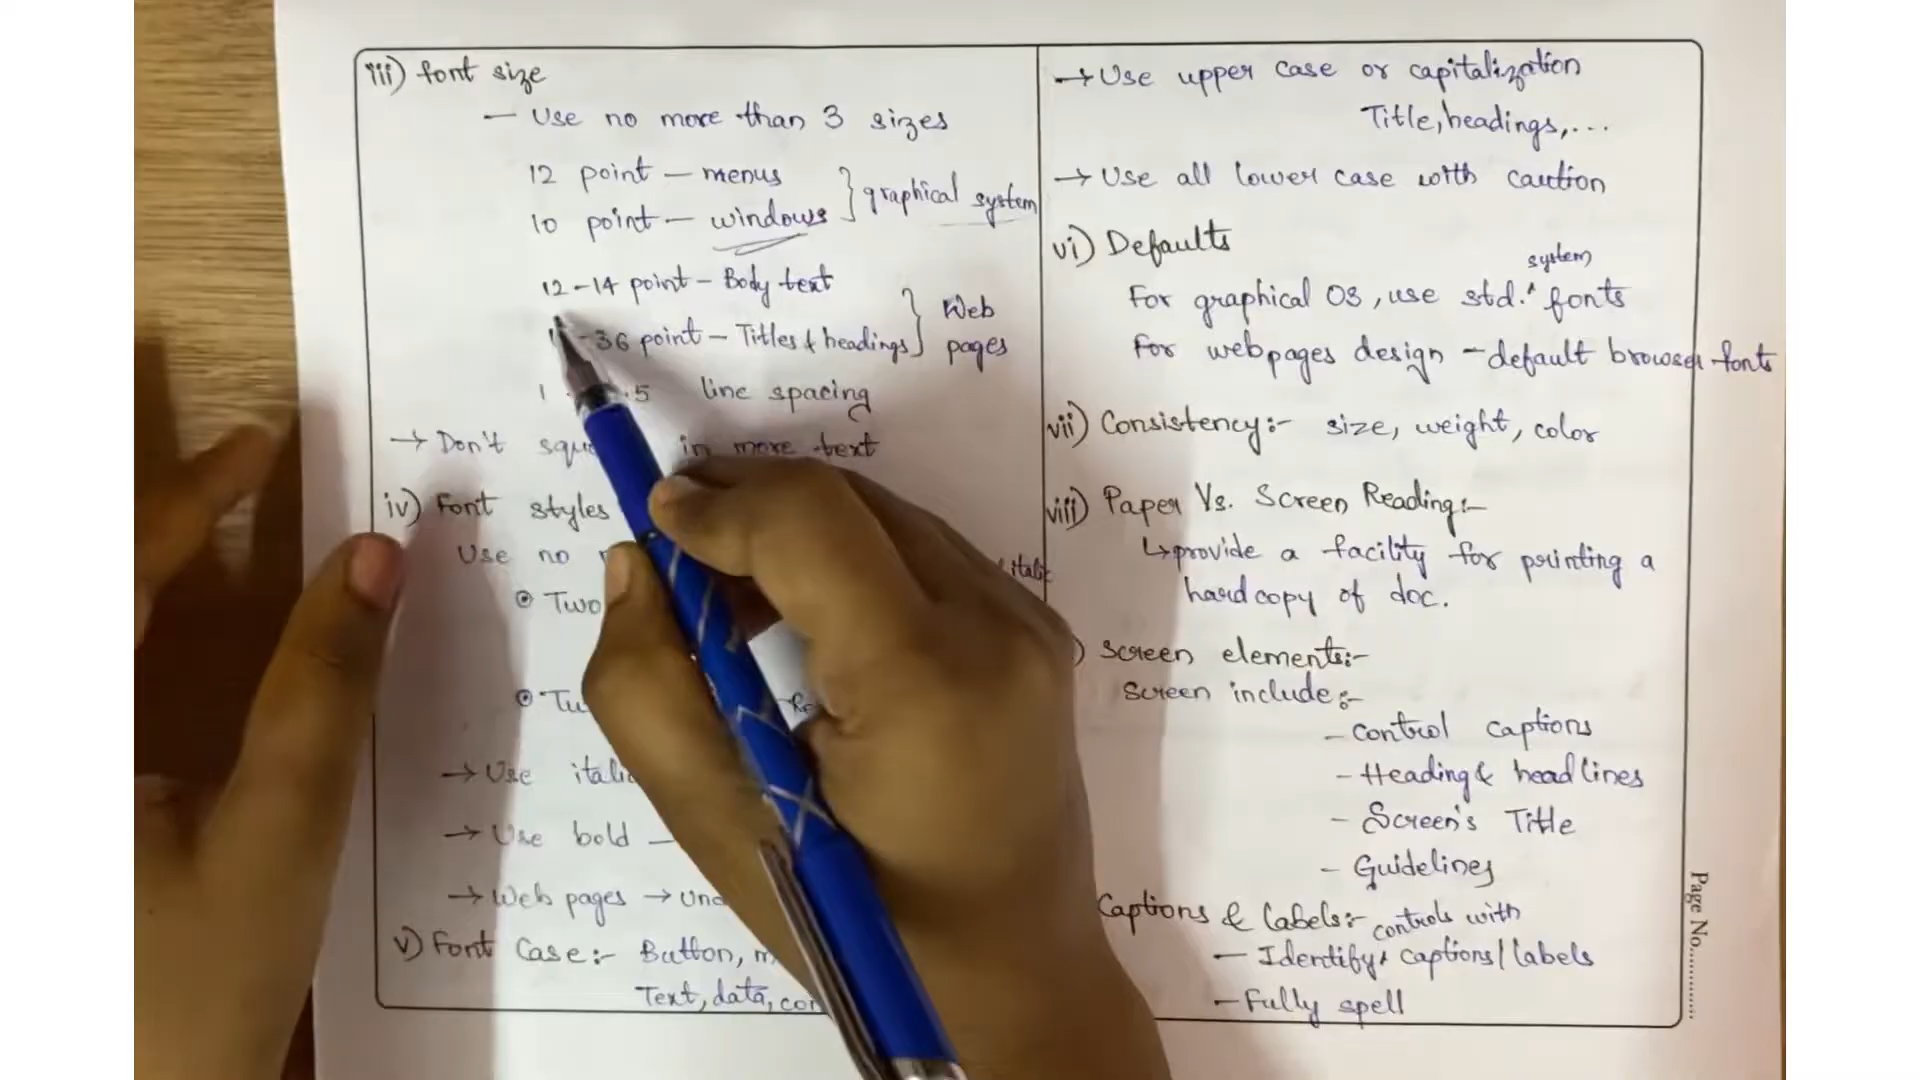 iii) font size
— Use no more than 3 sizes
12 point — menus
10 point — windows } graphical system
12 - 14 point — Body text
-36 point — Titles & headings } Web pages
.5 line spacing
→ Don't in more text
iv) Font styles
Use no italic
⊙ Two
⊙
→ Use
→ Use bold —
→ Web pages →
v) Font Case:- Button,
Text, data,
→ Use upper case or capitalization
Title, headings,...
→ Use all lower case with caution
vi) Defaults
For graphical OS, use std. system fonts
For webpages design - default browser fonts
vii) Consistency:- size, weight, color
viii) Paper Vs. Screen Reading:-
↳ provide a facility for printing a
hard copy of doc.
) Screen elements:-
Screen include:-
- Control captions
- Heading & headlines
- Screen's Title
- Guidelines
Captions & Labels:-
— Identify controls with captions/labels
— Fully spell
Page No.............